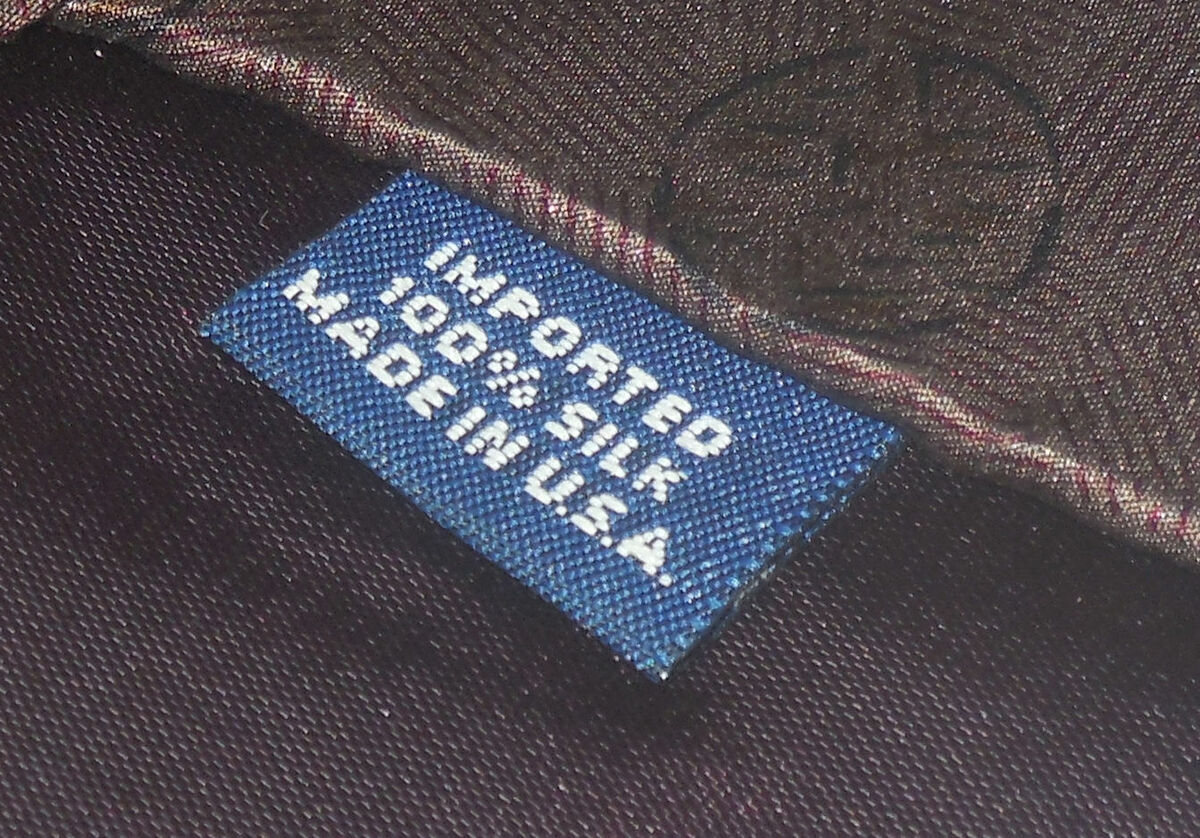 IMPORTED
100% SILK
MADE IN U.S.A.